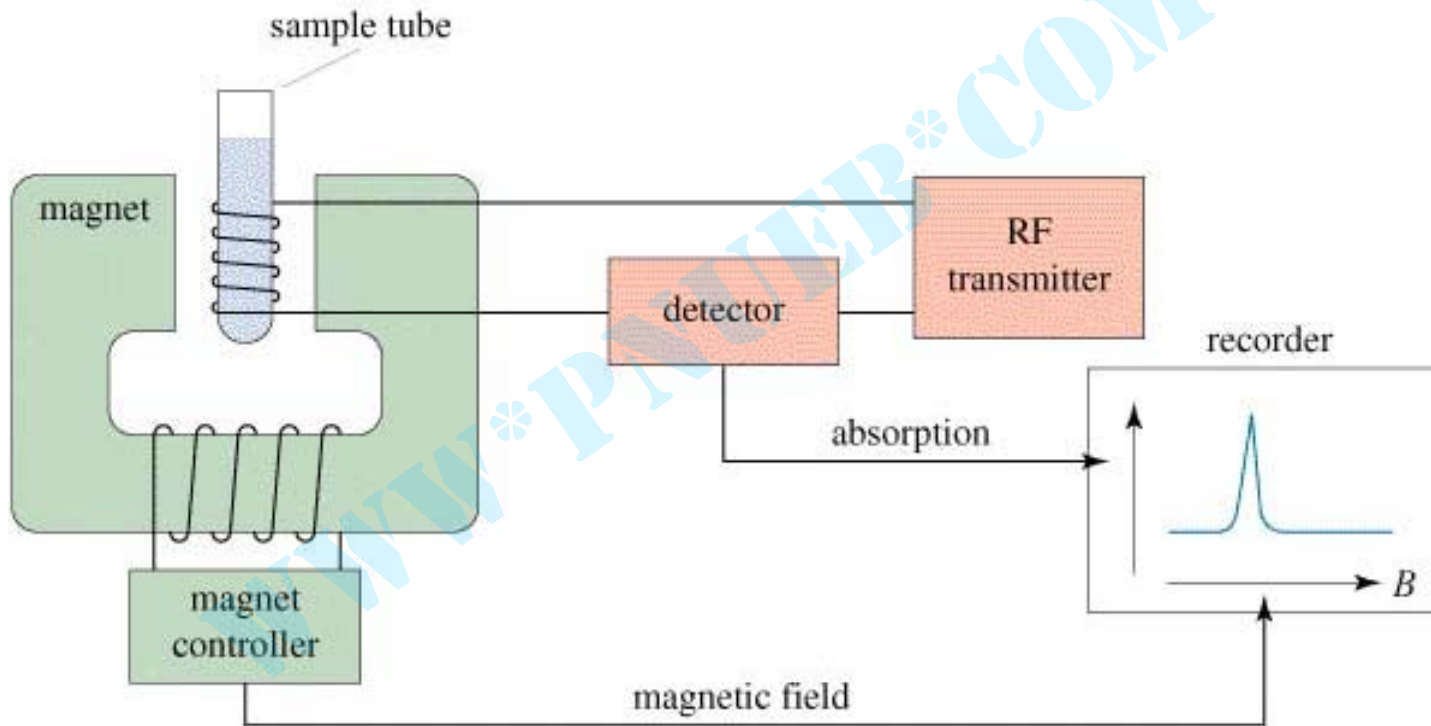 sample tube
magnet
RF
transmitter
detector
recorder
absorption
B
magnet
controller
magnetic field
WWW*PNUEB*COM